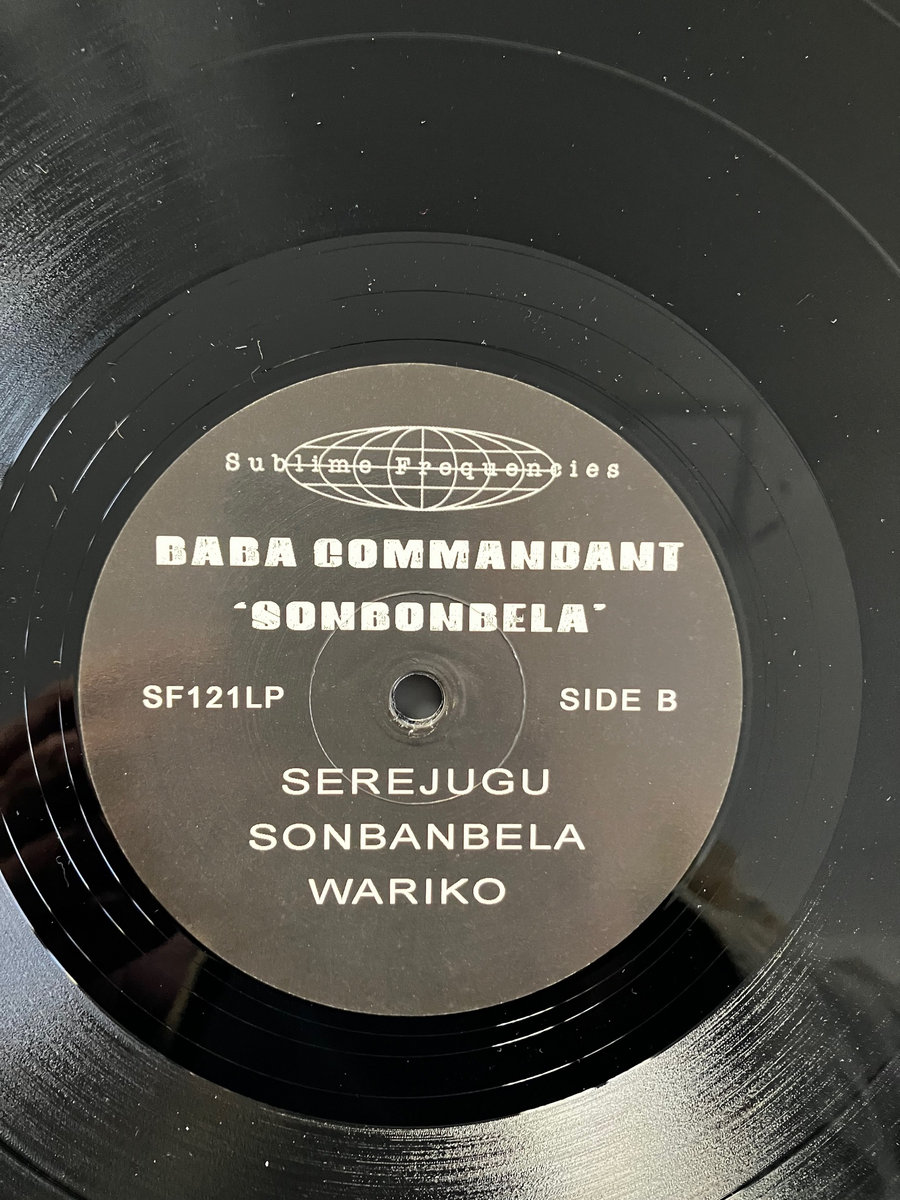 Sublime Frequencies
BABA COMMANDANT
'SONBONBELA'
SF121LP
SIDE B
SEREJUGU
SONBANBELA
WARIKO